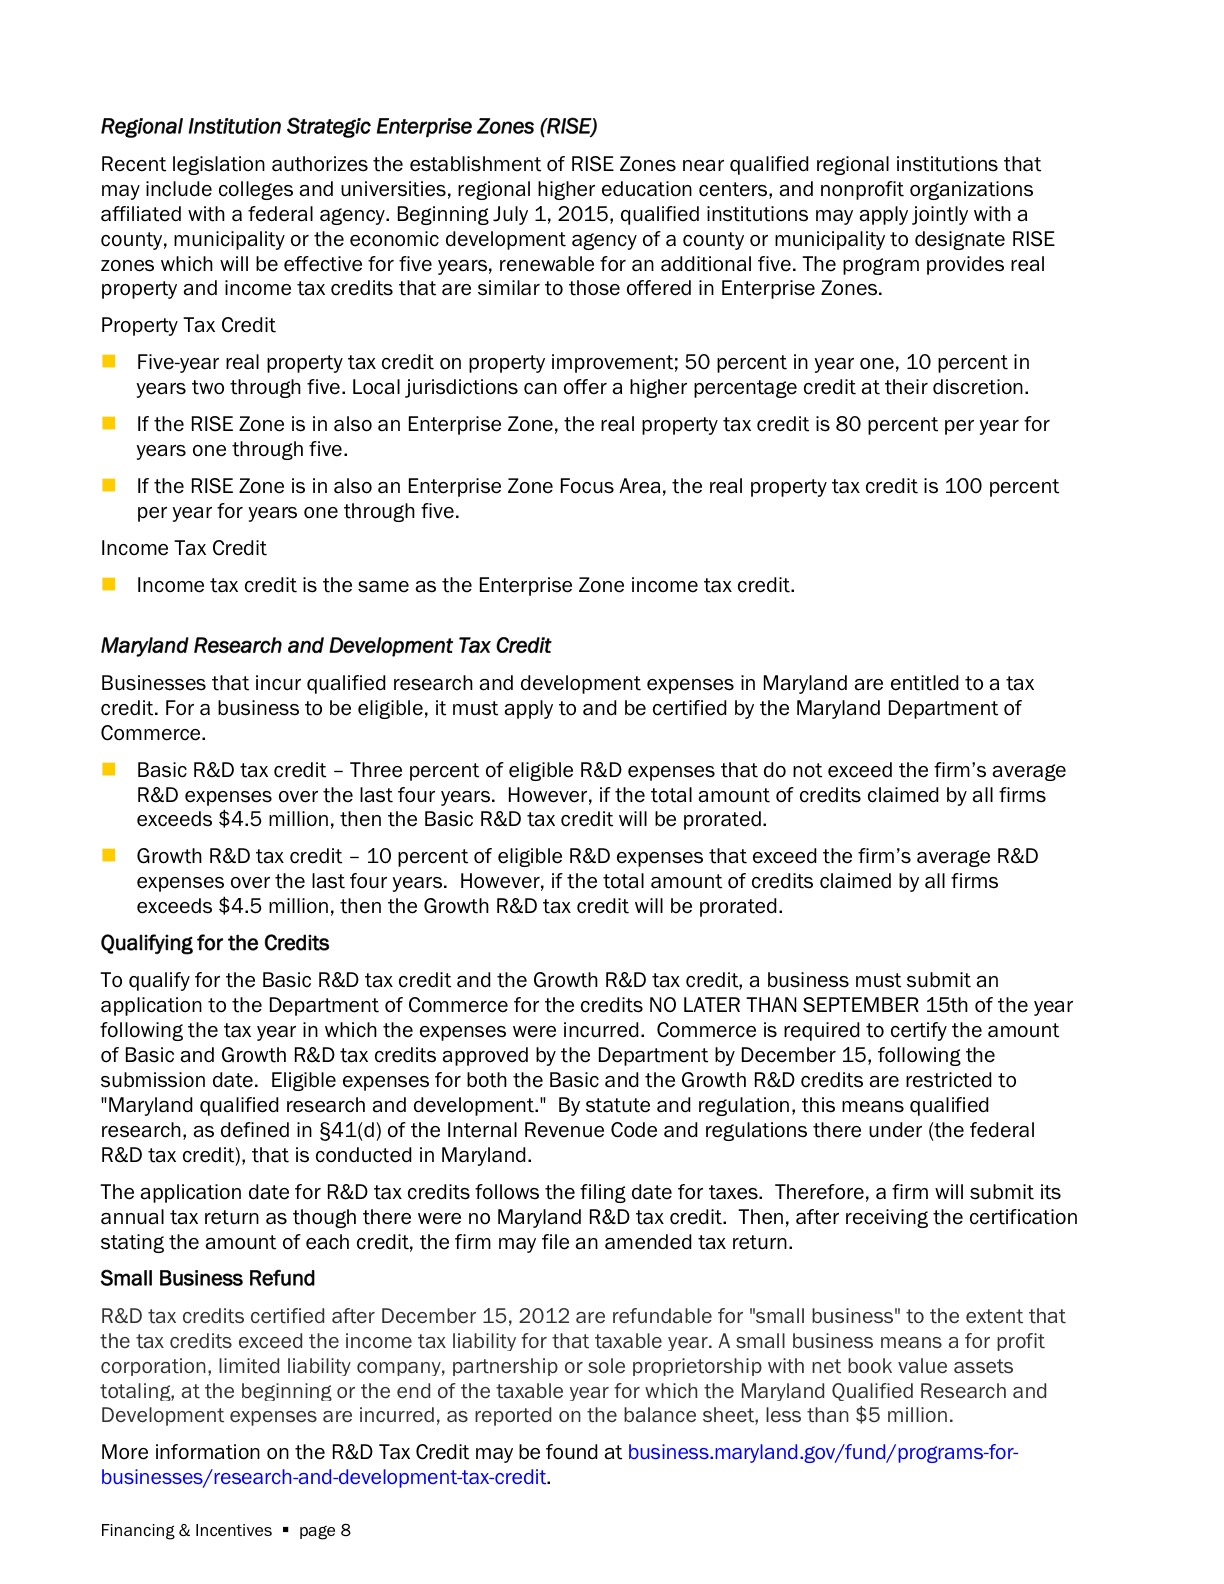 Regional Institution Strategic Enterprise Zones (RISE)
Recent legislation authorizes the establishment of RISE Zones near qualified regional institutions that
may include colleges and universities, regional higher education centers, and nonprofit organizations
affiliated with a federal agency. Beginning July 1, 2015, qualified institutions may apply jointly with a
county, municipality or the economic development agency of a county or municipality to designate RISE
zones which will be effective for five years, renewable for an additional five. The program provides real
property and income tax credits that are similar to those offered in Enterprise Zones.
Property Tax Credit
■ Five-year real property tax credit on property improvement; 50 percent in year one, 10 percent in
years two through five. Local jurisdictions can offer a higher percentage credit at their discretion.
■ If the RISE Zone is in also an Enterprise Zone, the real property tax credit is 80 percent per year for
years one through five.
■ If the RISE Zone is in also an Enterprise Zone Focus Area, the real property tax credit is 100 percent
per year for years one through five.
Income Tax Credit
■ Income tax credit is the same as the Enterprise Zone income tax credit.
Maryland Research and Development Tax Credit
Businesses that incur qualified research and development expenses in Maryland are entitled to a tax
credit. For a business to be eligible, it must apply to and be certified by the Maryland Department of
Commerce.
■ Basic R&D tax credit – Three percent of eligible R&D expenses that do not exceed the firm's average
R&D expenses over the last four years.  However, if the total amount of credits claimed by all firms
exceeds $4.5 million, then the Basic R&D tax credit will be prorated.
■ Growth R&D tax credit – 10 percent of eligible R&D expenses that exceed the firm's average R&D
expenses over the last four years.  However, if the total amount of credits claimed by all firms
exceeds $4.5 million, then the Growth R&D tax credit will be prorated.
Qualifying for the Credits
To qualify for the Basic R&D tax credit and the Growth R&D tax credit, a business must submit an
application to the Department of Commerce for the credits NO LATER THAN SEPTEMBER 15th of the year
following the tax year in which the expenses were incurred.  Commerce is required to certify the amount
of Basic and Growth R&D tax credits approved by the Department by December 15, following the
submission date.  Eligible expenses for both the Basic and the Growth R&D credits are restricted to
"Maryland qualified research and development."  By statute and regulation, this means qualified
research, as defined in §41(d) of the Internal Revenue Code and regulations there under (the federal
R&D tax credit), that is conducted in Maryland.
The application date for R&D tax credits follows the filing date for taxes.  Therefore, a firm will submit its
annual tax return as though there were no Maryland R&D tax credit.  Then, after receiving the certification
stating the amount of each credit, the firm may file an amended tax return.
Small Business Refund
R&D tax credits certified after December 15, 2012 are refundable for "small business" to the extent that
the tax credits exceed the income tax liability for that taxable year. A small business means a for profit
corporation, limited liability company, partnership or sole proprietorship with net book value assets
totaling, at the beginning or the end of the taxable year for which the Maryland Qualified Research and
Development expenses are incurred, as reported on the balance sheet, less than $5 million.
More information on the R&D Tax Credit may be found at business.maryland.gov/fund/programs-for-
businesses/research-and-development-tax-credit.
Financing & Incentives ▪ page 8